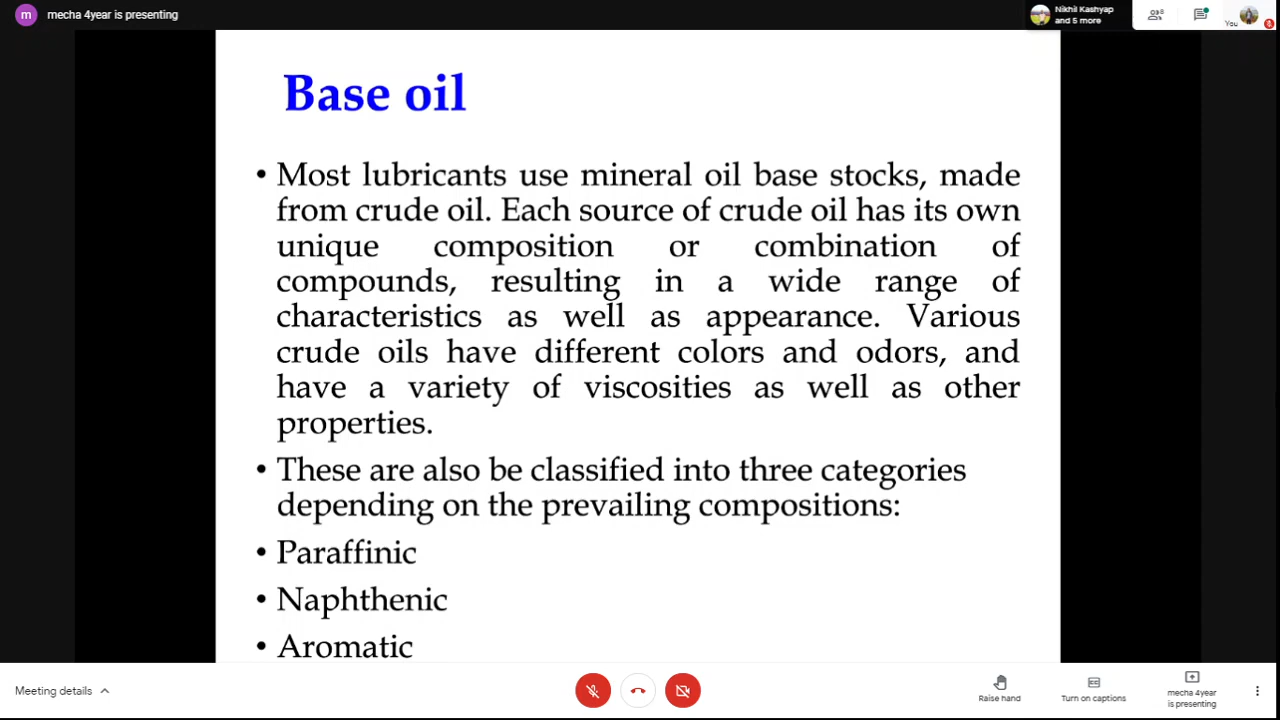 m
mecha 4year is presenting
Nikhil Kashyap
and 5 more
8
You
Base oil
• Most lubricants use mineral oil base stocks, made
from crude oil. Each source of crude oil has its own
unique composition or combination of
compounds, resulting in a wide range of
characteristics as well as appearance. Various
crude oils have different colors and odors, and
have a variety of viscosities as well as other
properties.
• These are also be classified into three categories
depending on the prevailing compositions:
• Paraffinic
• Naphthenic
• Aromatic
Meeting details
Raise hand
Turn on captions
mecha 4year
is presenting